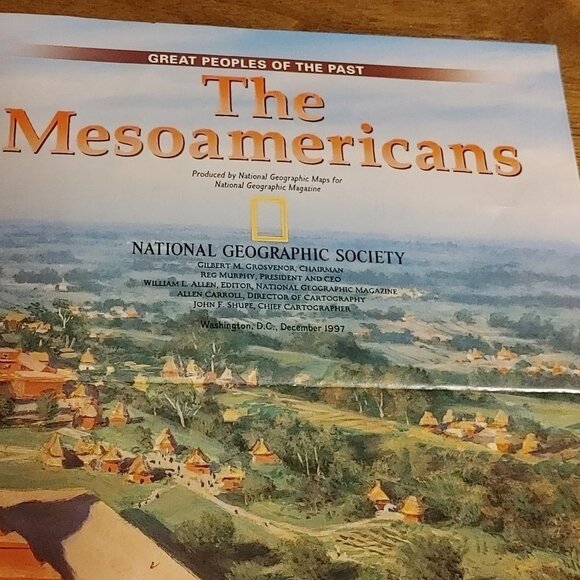 GREAT PEOPLES OF THE PAST
The
Mesoamericans
Produced by National Geographic Maps for
National Geographic Magazine
NATIONAL GEOGRAPHIC SOCIETY
GILBERT M. GROSVENOR, CHAIRMAN
REG MURPHY, PRESIDENT AND CEO
WILLIAM L. ALLEN, EDITOR, NATIONAL GEOGRAPHIC MAGAZINE
ALLEN CARROLL, DIRECTOR OF CARTOGRAPHY
JOHN F. SHUPE, CHIEF CARTOGRAPHER
Washington, D.C., December 1997